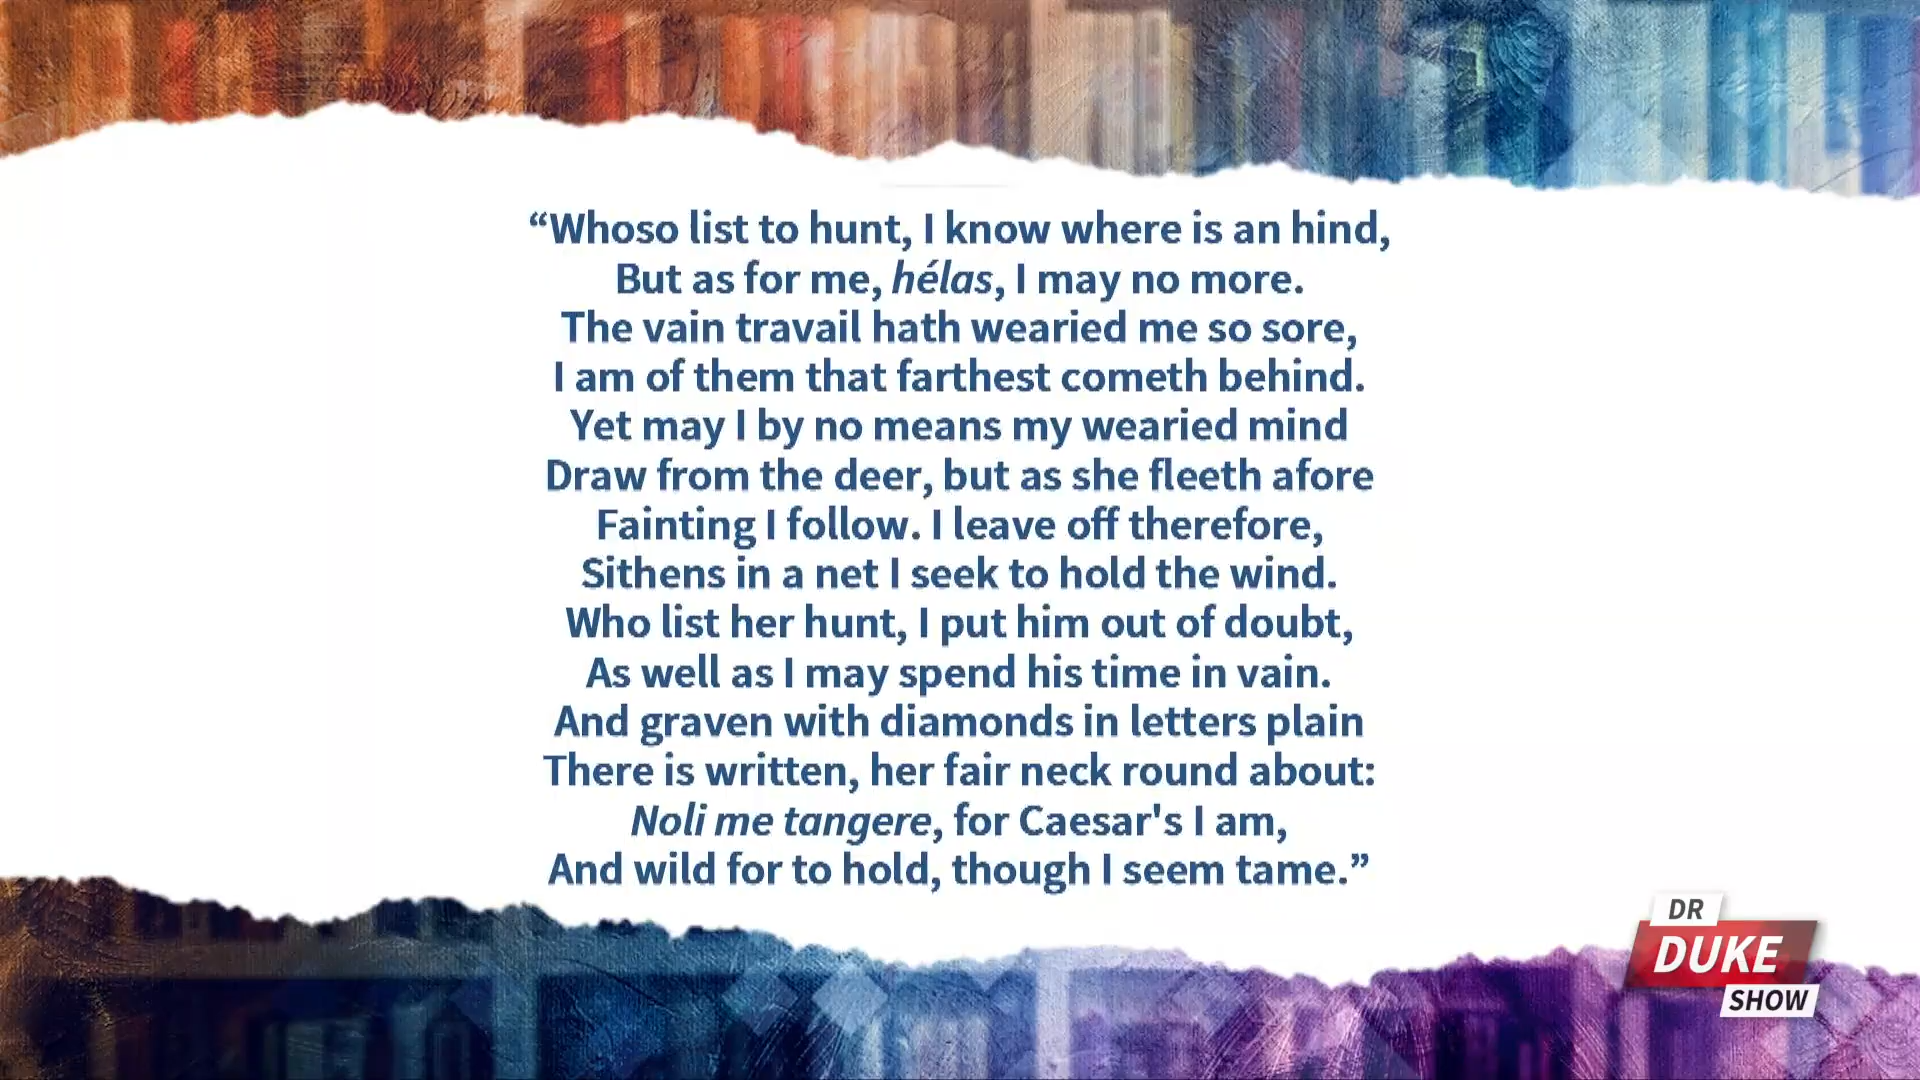 “Whoso list to hunt, I know where is an hind,
But as for me, hélas, I may no more.
The vain travail hath wearied me so sore,
I am of them that farthest cometh behind.
Yet may I by no means my wearied mind
Draw from the deer, but as she fleeth afore
Fainting I follow. I leave off therefore,
Sithens in a net I seek to hold the wind.
Who list her hunt, I put him out of doubt,
As well as I may spend his time in vain.
And graven with diamonds in letters plain
There is written, her fair neck round about:
Noli me tangere, for Caesar's I am,
And wild for to hold, though I seem tame.”
DR
DUKE
SHOW